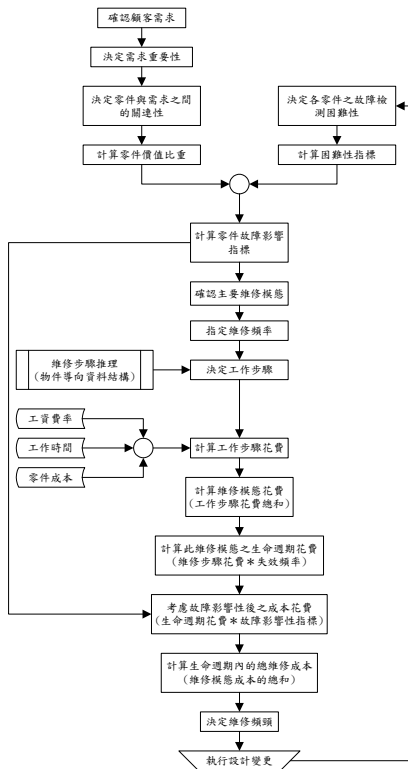 確認顧客需求
決定需求重要性
決定零件與需求之間
的關連性
計算零件價值比重
決定各零件之故障檢
測困難性
計算困難性指標
計算零件故障影響
指標
確認主要維修模態
指定維修頻率
維修步驟推理
(物件導向資料結構)
決定工作步驟
工資費率
工作時間
零件成本
計算工作步驟花費
計算維修模態花費
(工作步驟花費總和)
計算此維修模態之生命週期花費
(維修步驟花費*失效頻率)
考慮故障影響性後之成本花費
(生命週期花費*故障影響性指標)
計算生命週期內的總維修成本
(維修模態成本的總和)
決定維修瓶頸
執行設計變更